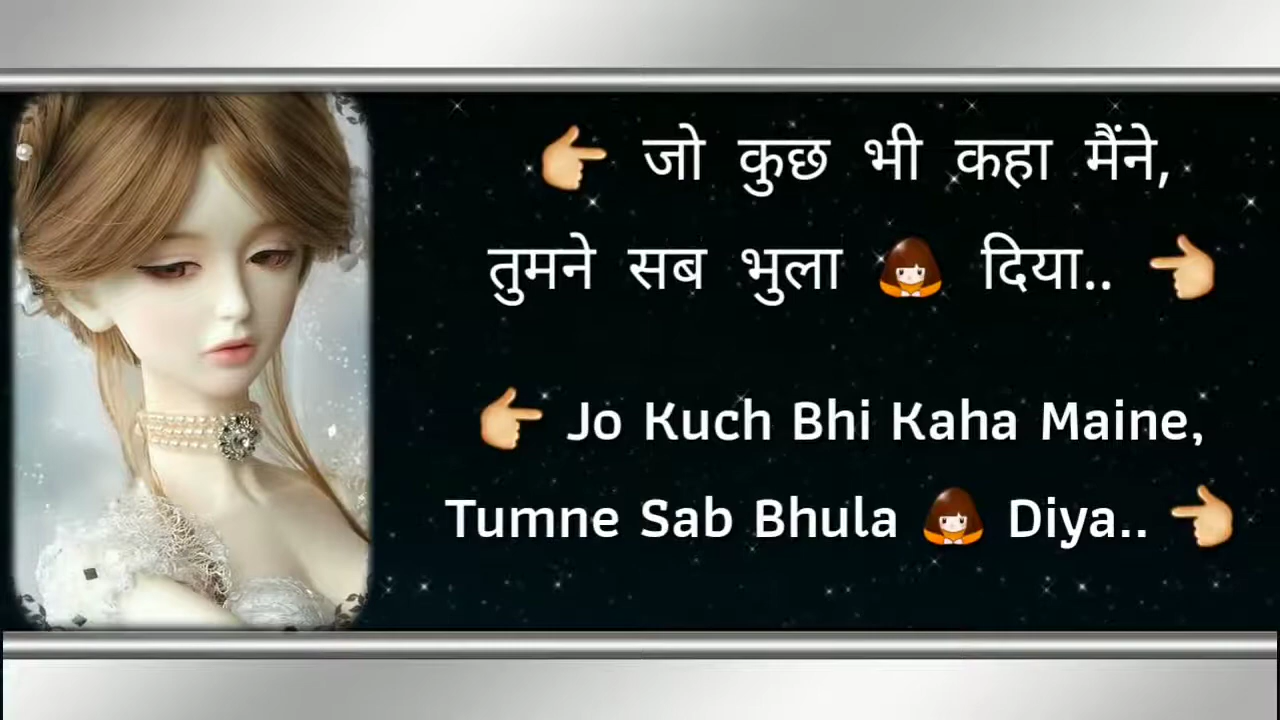 👉 जो कुछ भी कहा मैंने,
तुमने सब भुला 🙇 दिया.. 👈
👉 Jo Kuch Bhi Kaha Maine,
Tumne Sab Bhula 🙇 Diya.. 👈